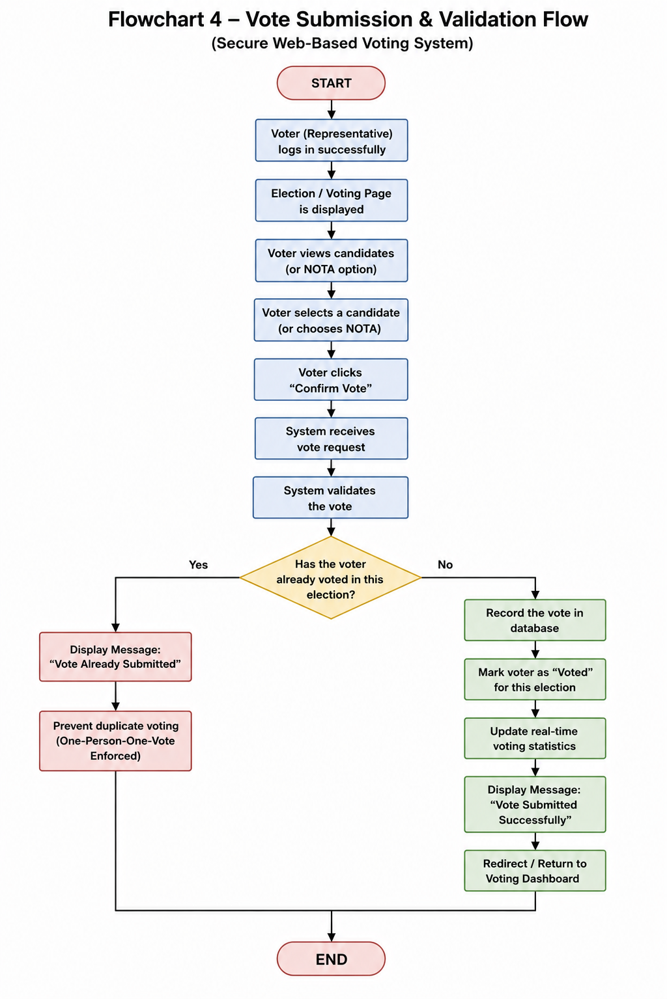 Flowchart 4 – Vote Submission & Validation Flow
(Secure Web-Based Voting System)
START
Voter (Representative)
logs in successfully
Election / Voting Page
is displayed
Voter views candidates
(or NOTA option)
Voter selects a candidate
(or chooses NOTA)
Voter clicks
“Confirm Vote”
System receives
vote request
System validates
the vote
Has the voter
already voted in this
election?
Yes
No
Display Message:
“Vote Already Submitted”
Prevent duplicate voting
(One-Person-One-Vote
Enforced)
Record the vote in
database
Mark voter as “Voted”
for this election
Update real-time
voting statistics
Display Message:
“Vote Submitted
Successfully”
Redirect / Return to
Voting Dashboard
END